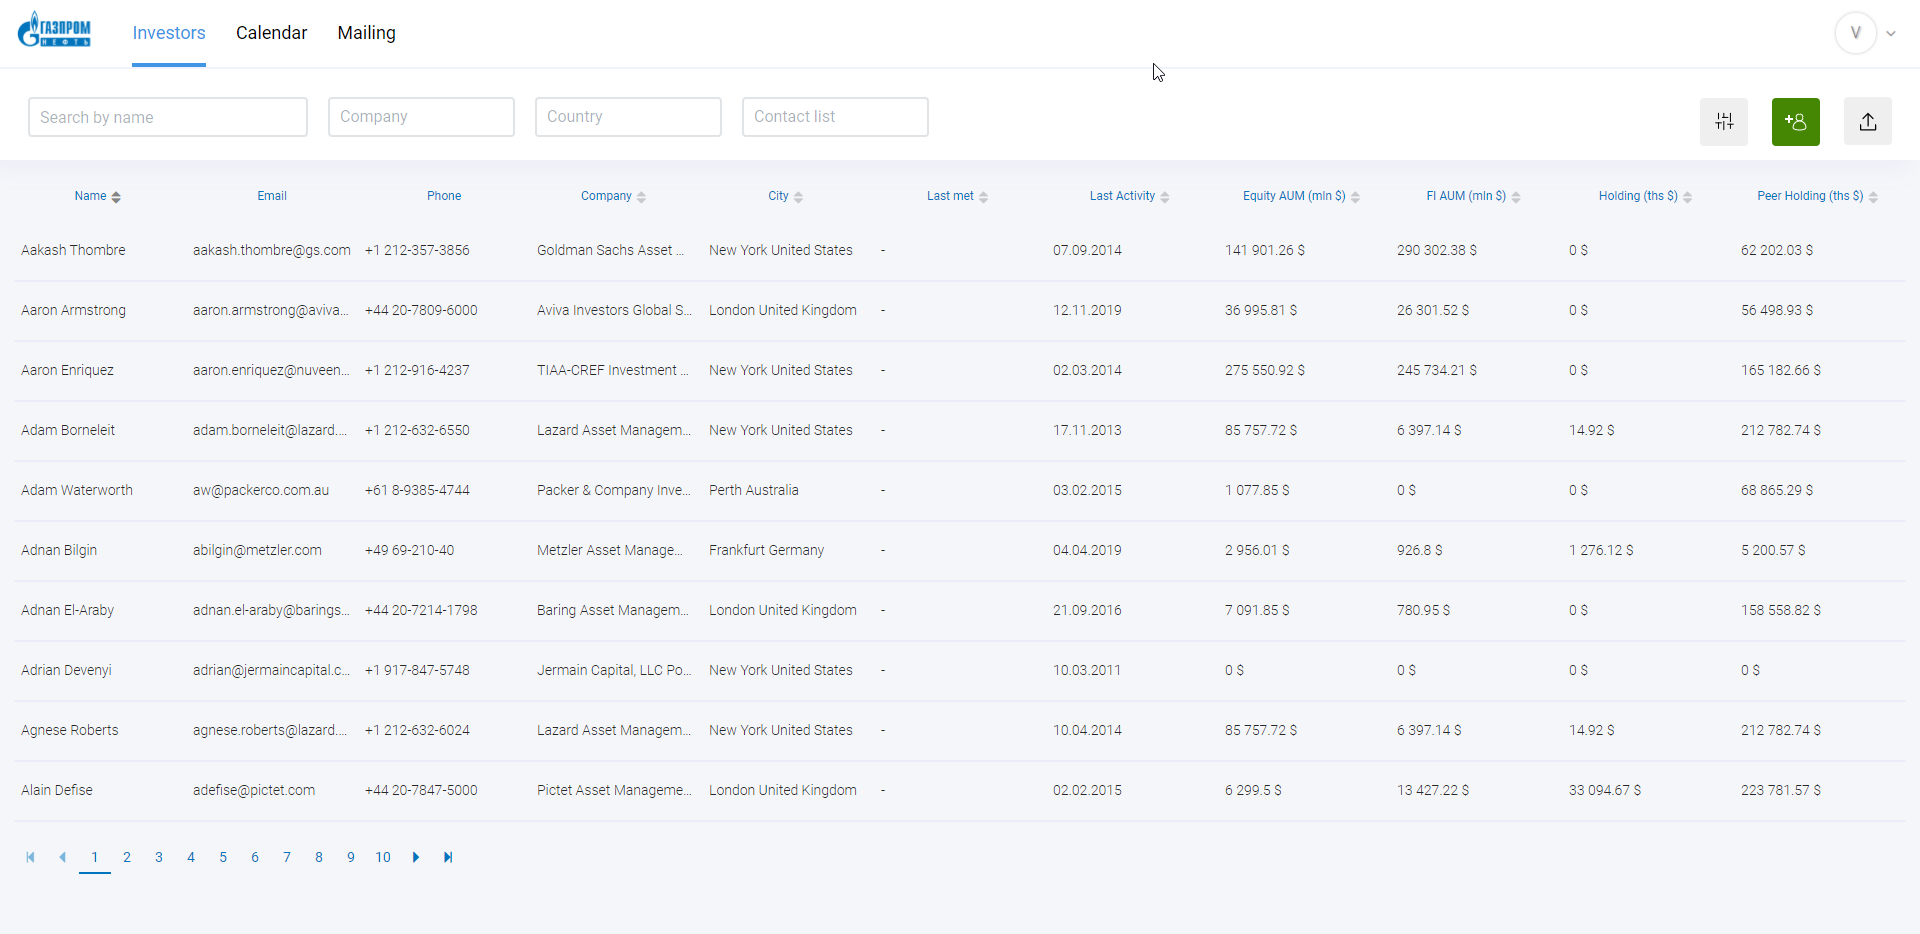 ГАЗПРОМ
НЕФТЬ
Investors Calendar Mailing V
Search by name Company Country Contact list
Name Email Phone Company City Last met Last Activity Equity AUM (mln $) FI AUM (mln $) Holding (ths $) Peer Holding (ths $)
Aakash Thombre aakash.thombre@gs.com +1 212-357-3856 Goldman Sachs Asset ... New York United States - 07.09.2014 141 901.26 $ 290 302.38 $ 0 $ 62 202.03 $
Aaron Armstrong aaron.armstrong@aviva... +44 20-7809-6000 Aviva Investors Global S... London United Kingdom - 12.11.2019 36 995.81 $ 26 301.52 $ 0 $ 56 498.93 $
Aaron Enriquez aaron.enriquez@nuveen... +1 212-916-4237 TIAA-CREF Investment ... New York United States - 02.03.2014 275 550.92 $ 245 734.21 $ 0 $ 165 182.66 $
Adam Borneleit adam.borneleit@lazard.... +1 212-632-6550 Lazard Asset Managem... New York United States - 17.11.2013 85 757.72 $ 6 397.14 $ 14.92 $ 212 782.74 $
Adam Waterworth aw@packerco.com.au +61 8-9385-4744 Packer & Company Inve... Perth Australia - 03.02.2015 1 077.85 $ 0 $ 0 $ 68 865.29 $
Adnan Bilgin abilgin@metzler.com +49 69-210-40 Metzler Asset Manage... Frankfurt Germany - 04.04.2019 2 956.01 $ 926.8 $ 1 276.12 $ 5 200.57 $
Adnan El-Araby adnan.el-araby@barings... +44 20-7214-1798 Baring Asset Managem... London United Kingdom - 21.09.2016 7 091.85 $ 780.95 $ 0 $ 158 558.82 $
Adrian Devenyi adrian@jermaincapital.c... +1 917-847-5748 Jermain Capital, LLC Po... New York United States - 10.03.2011 0 $ 0 $ 0 $ 0 $
Agnese Roberts agnese.roberts@lazard.... +1 212-632-6024 Lazard Asset Managem... New York United States - 10.04.2014 85 757.72 $ 6 397.14 $ 14.92 $ 212 782.74 $
Alain Defise adefise@pictet.com +44 20-7847-5000 Pictet Asset Manageme... London United Kingdom - 02.02.2015 6 299.5 $ 13 427.22 $ 33 094.67 $ 223 781.57 $
1 2 3 4 5 6 7 8 9 10